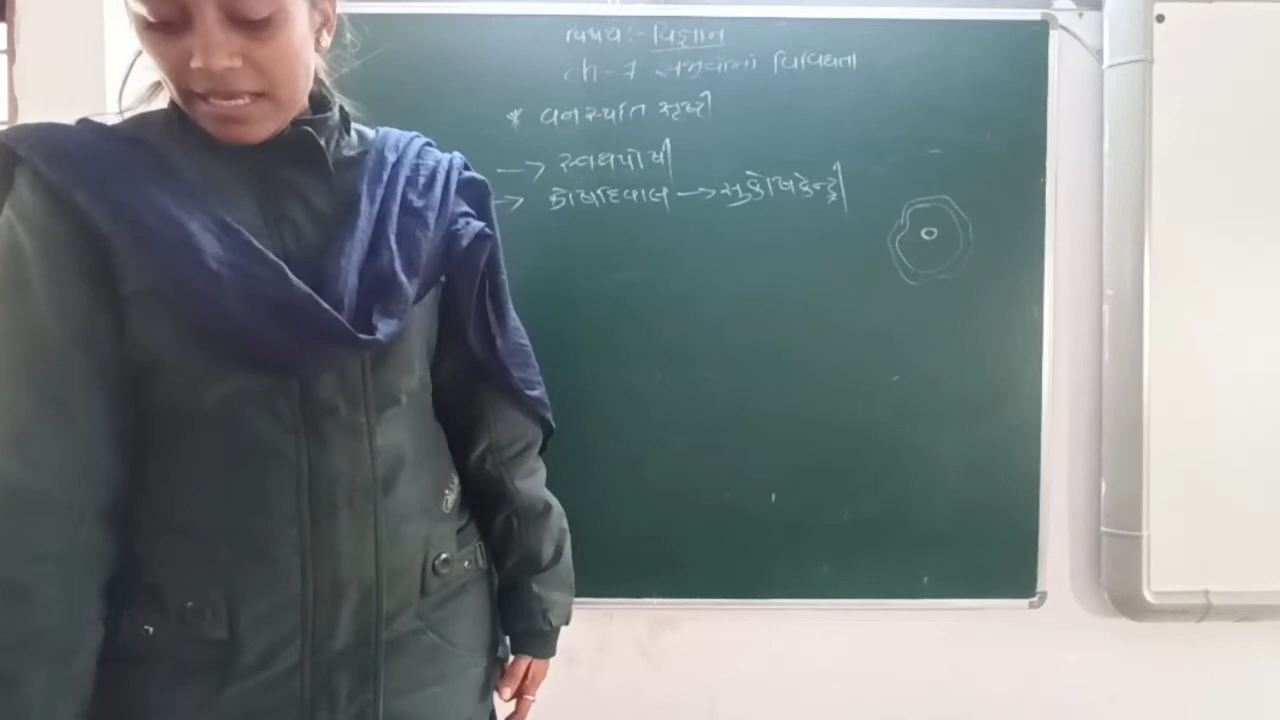 વિષય :- વિજ્ઞાન
ch - 7 સજીવોમાં વિવિધતા
* વનસ્પતિ સૃષ્ટી
→ સ્વયંપોષી
→ કોષદિવાલ → સુકોષકેન્દ્રી